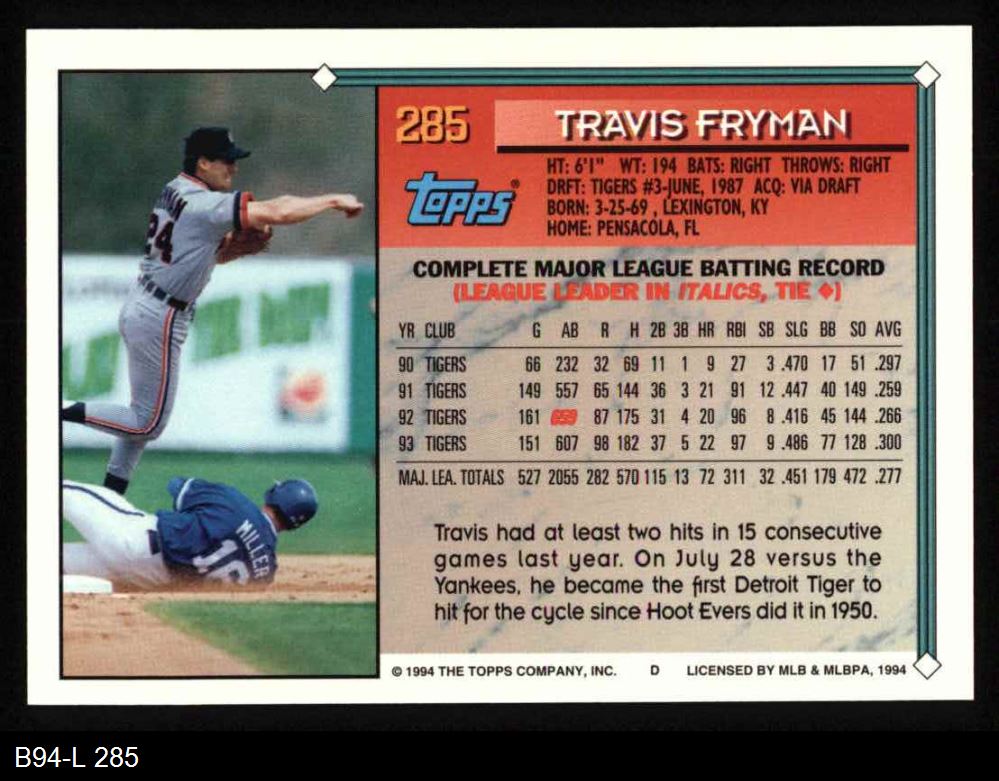 285
TRAVIS FRYMAN
topps®
HT: 6'1" WT: 194 BATS: RIGHT THROWS: RIGHT
DRFT: TIGERS #3-JUNE, 1987 ACQ: VIA DRAFT
BORN: 3-25-69 , LEXINGTON, KY
HOME: PENSACOLA, FL
COMPLETE MAJOR LEAGUE BATTING RECORD
(LEAGUE LEADER IN ITALICS, TIE ◆)
YR CLUB G AB R H 2B 3B HR RBI SB SLG BB SO AVG
90 TIGERS 66 232 32 69 11 1 9 27 3 .470 17 51 .297
91 TIGERS 149 557 65 144 36 3 21 91 12 .447 40 149 .259
92 TIGERS 161 659 87 175 31 4 20 96 8 .416 45 144 .266
93 TIGERS 151 607 98 182 37 5 22 97 9 .486 77 128 .300
MAJ. LEA. TOTALS 527 2055 282 570 115 13 72 311 32 .451 179 472 .277
Travis had at least two hits in 15 consecutive
games last year. On July 28 versus the
Yankees, he became the first Detroit Tiger to
hit for the cycle since Hoot Evers did it in 1950.
© 1994 THE TOPPS COMPANY, INC. D LICENSED BY MLB & MLBPA, 1994
24
MILLER
B94-L 285